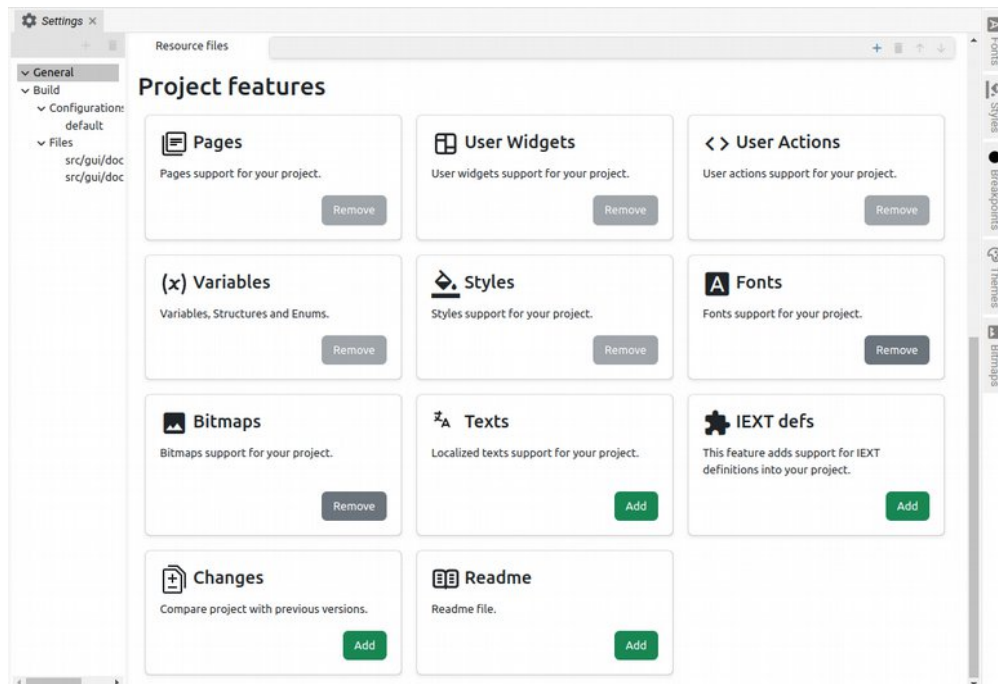 Settings ×
Resource files
General
Build
Configurations
default
Files
src/gui/doc
src/gui/doc
Project features
Pages
Pages support for your project.
Remove
User Widgets
User widgets support for your project.
Remove
User Actions
User actions support for your project.
Remove
(x) Variables
Variables, Structures and Enums.
Remove
Styles
Styles support for your project.
Remove
A Fonts
Fonts support for your project.
Remove
Bitmaps
Bitmaps support for your project.
Remove
Texts
Localized texts support for your project.
Add
IEXT defs
This feature adds support for IEXT
definitions into your project.
Add
Changes
Compare project with previous versions.
Add
Readme
Readme file.
Add
Fonts
Styles
Breakpoints
Themes
Bitmaps